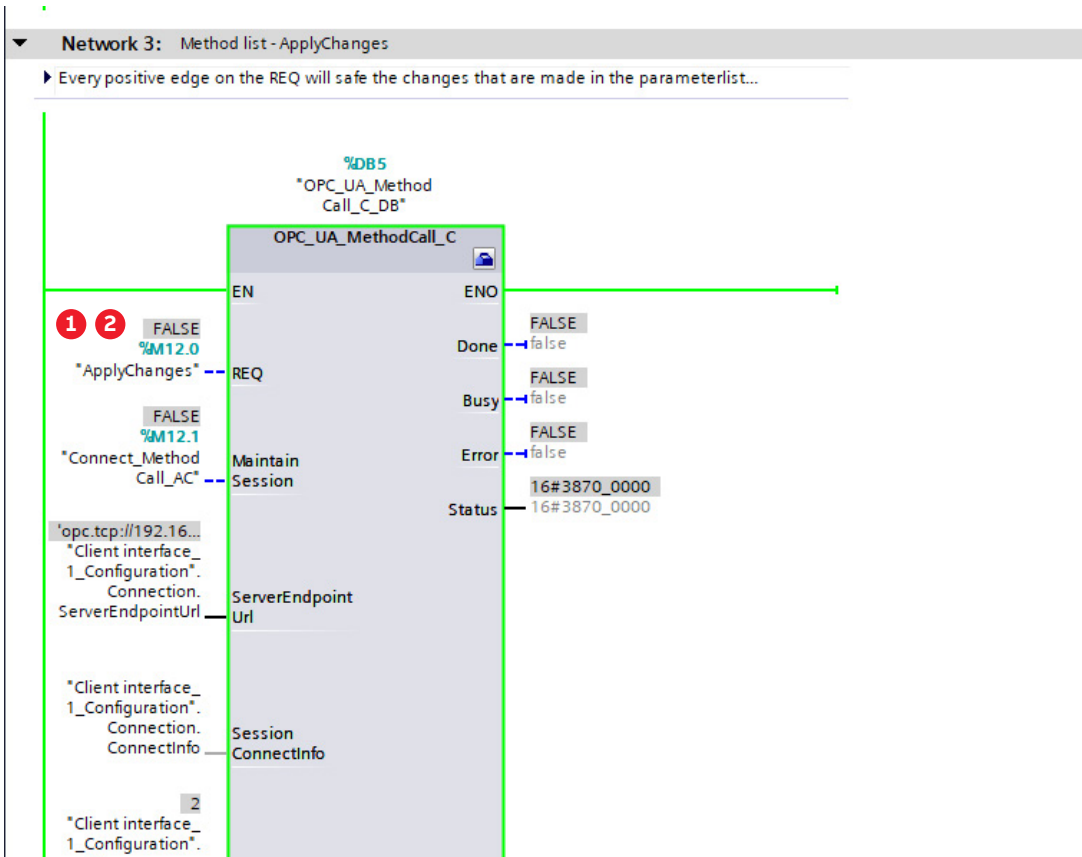 Network 3: Method list - ApplyChanges
Every positive edge on the REQ will safe the changes that are made in the parameterlist...
%DB5
"OPC_UA_Method
Call_C_DB"
OPC_UA_MethodCall_C
EN
ENO
1 2
FALSE
%M12.0
"ApplyChanges"
REQ
FALSE
Done
false
FALSE
Busy
false
FALSE
%M12.1
"Connect_Method
Call_AC"
Maintain
Session
FALSE
Error
false
16#3870_0000
Status
16#3870_0000
'opc.tcp://192.16...
"Client interface_
1_Configuration".
Connection.
ServerEndpointUrl
ServerEndpoint
Url
"Client interface_
1_Configuration".
Connection.
ConnectInfo
Session
ConnectInfo
2
"Client interface_
1_Configuration".